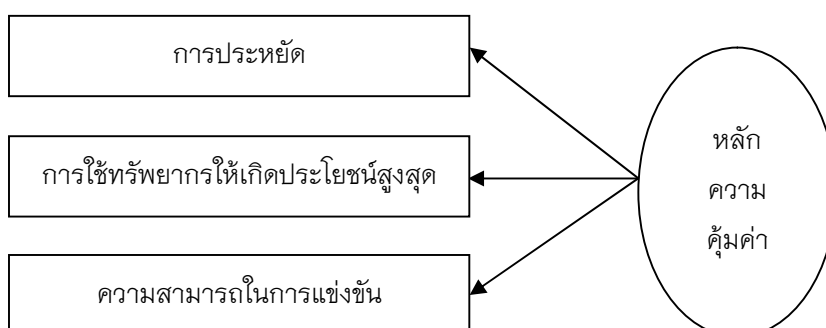 การประหยัด
การใช้ทรัพยากรให้เกิดประโยชน์สูงสุด
ความสามารถในการแข่งขัน
หลัก
ความ
คุ้มค่า